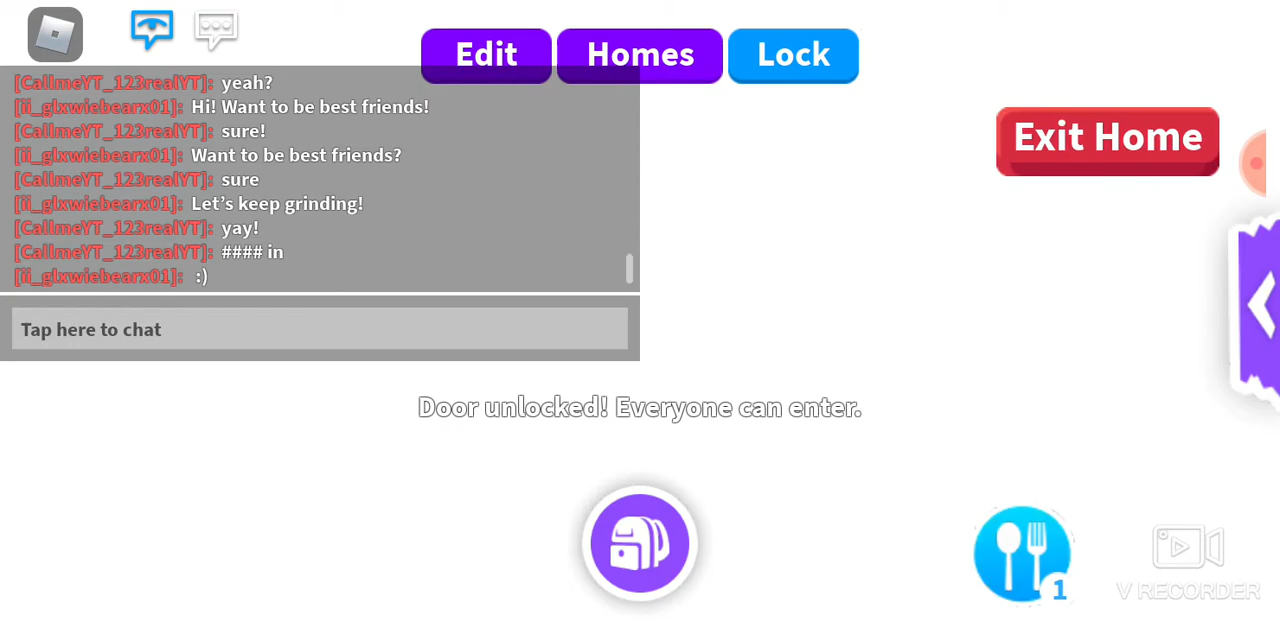 Edit Homes Lock
[CallmeYT_123realYT]: yeah?
[ii_glxwiebearx01]: Hi! Want to be best friends!
[CallmeYT_123realYT]: sure!
[ii_glxwiebearx01]: Want to be best friends?
[CallmeYT_123realYT]: sure
[ii_glxwiebearx01]: Let's keep grinding!
[CallmeYT_123realYT]: yay!
[CallmeYT_123realYT]: #### in
[ii_glxwiebearx01]: :)
Exit Home
Tap here to chat
Door unlocked! Everyone can enter.
1
V RECORDER